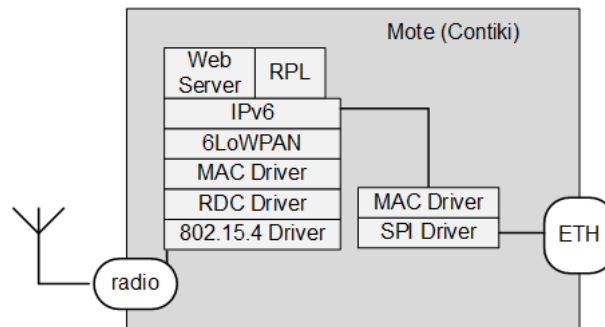 Mote (Contiki)
Web
Server
RPL
IPv6
6LoWPAN
MAC Driver
RDC Driver
802.15.4 Driver
MAC Driver
SPI Driver
ETH
radio